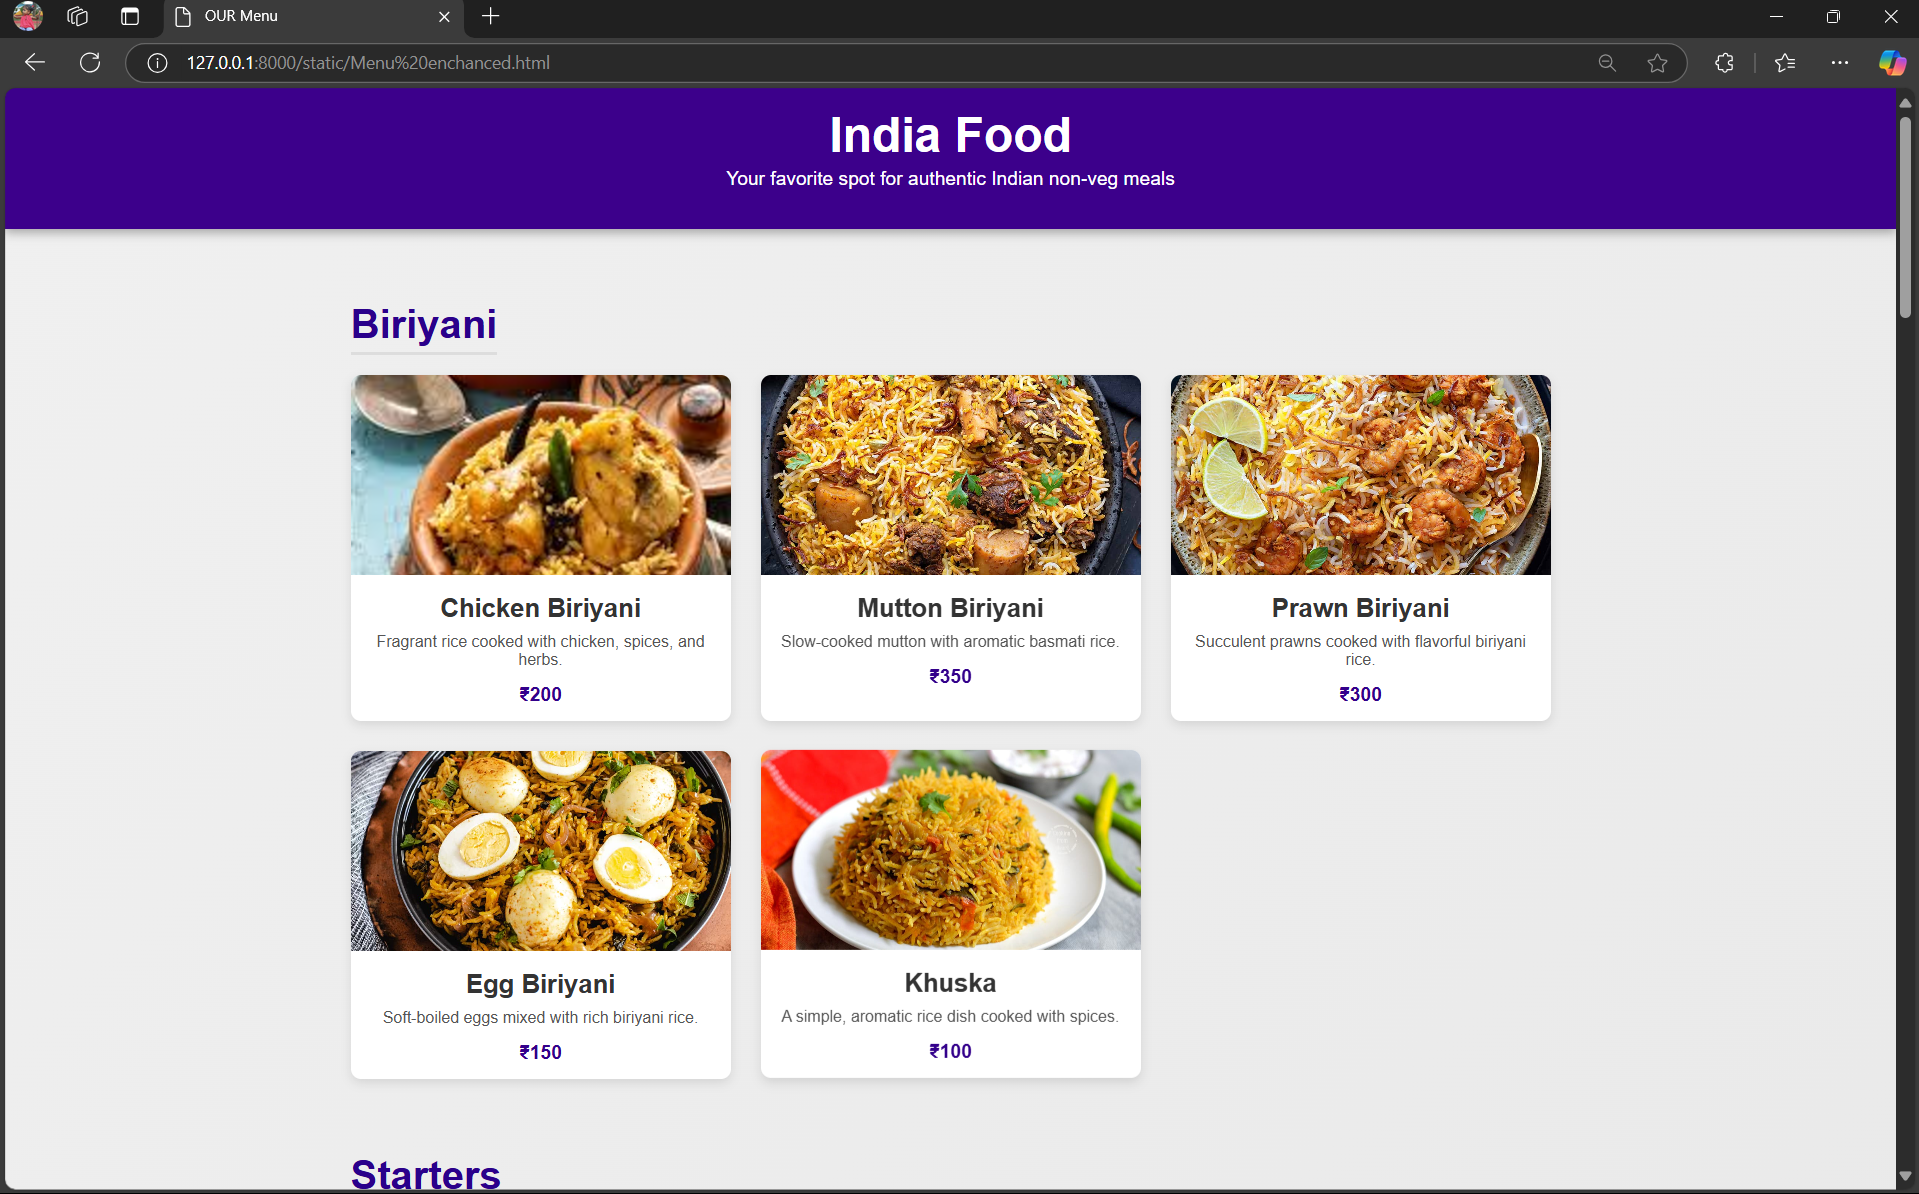 OUR Menu
127.0.0.1:8000/static/Menu%20enchanced.html
India Food
Your favorite spot for authentic Indian non-veg meals
Biriyani
Chicken Biriyani
Fragrant rice cooked with chicken, spices, and
herbs.
₹200
Mutton Biriyani
Slow-cooked mutton with aromatic basmati rice.
₹350
Prawn Biriyani
Succulent prawns cooked with flavorful biriyani
rice.
₹300
Egg Biriyani
Soft-boiled eggs mixed with rich biriyani rice.
₹150
Khuska
A simple, aromatic rice dish cooked with spices.
₹100
Starters